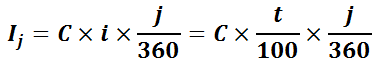 I_j = C × i × j/360 = C × t/100 × j/360